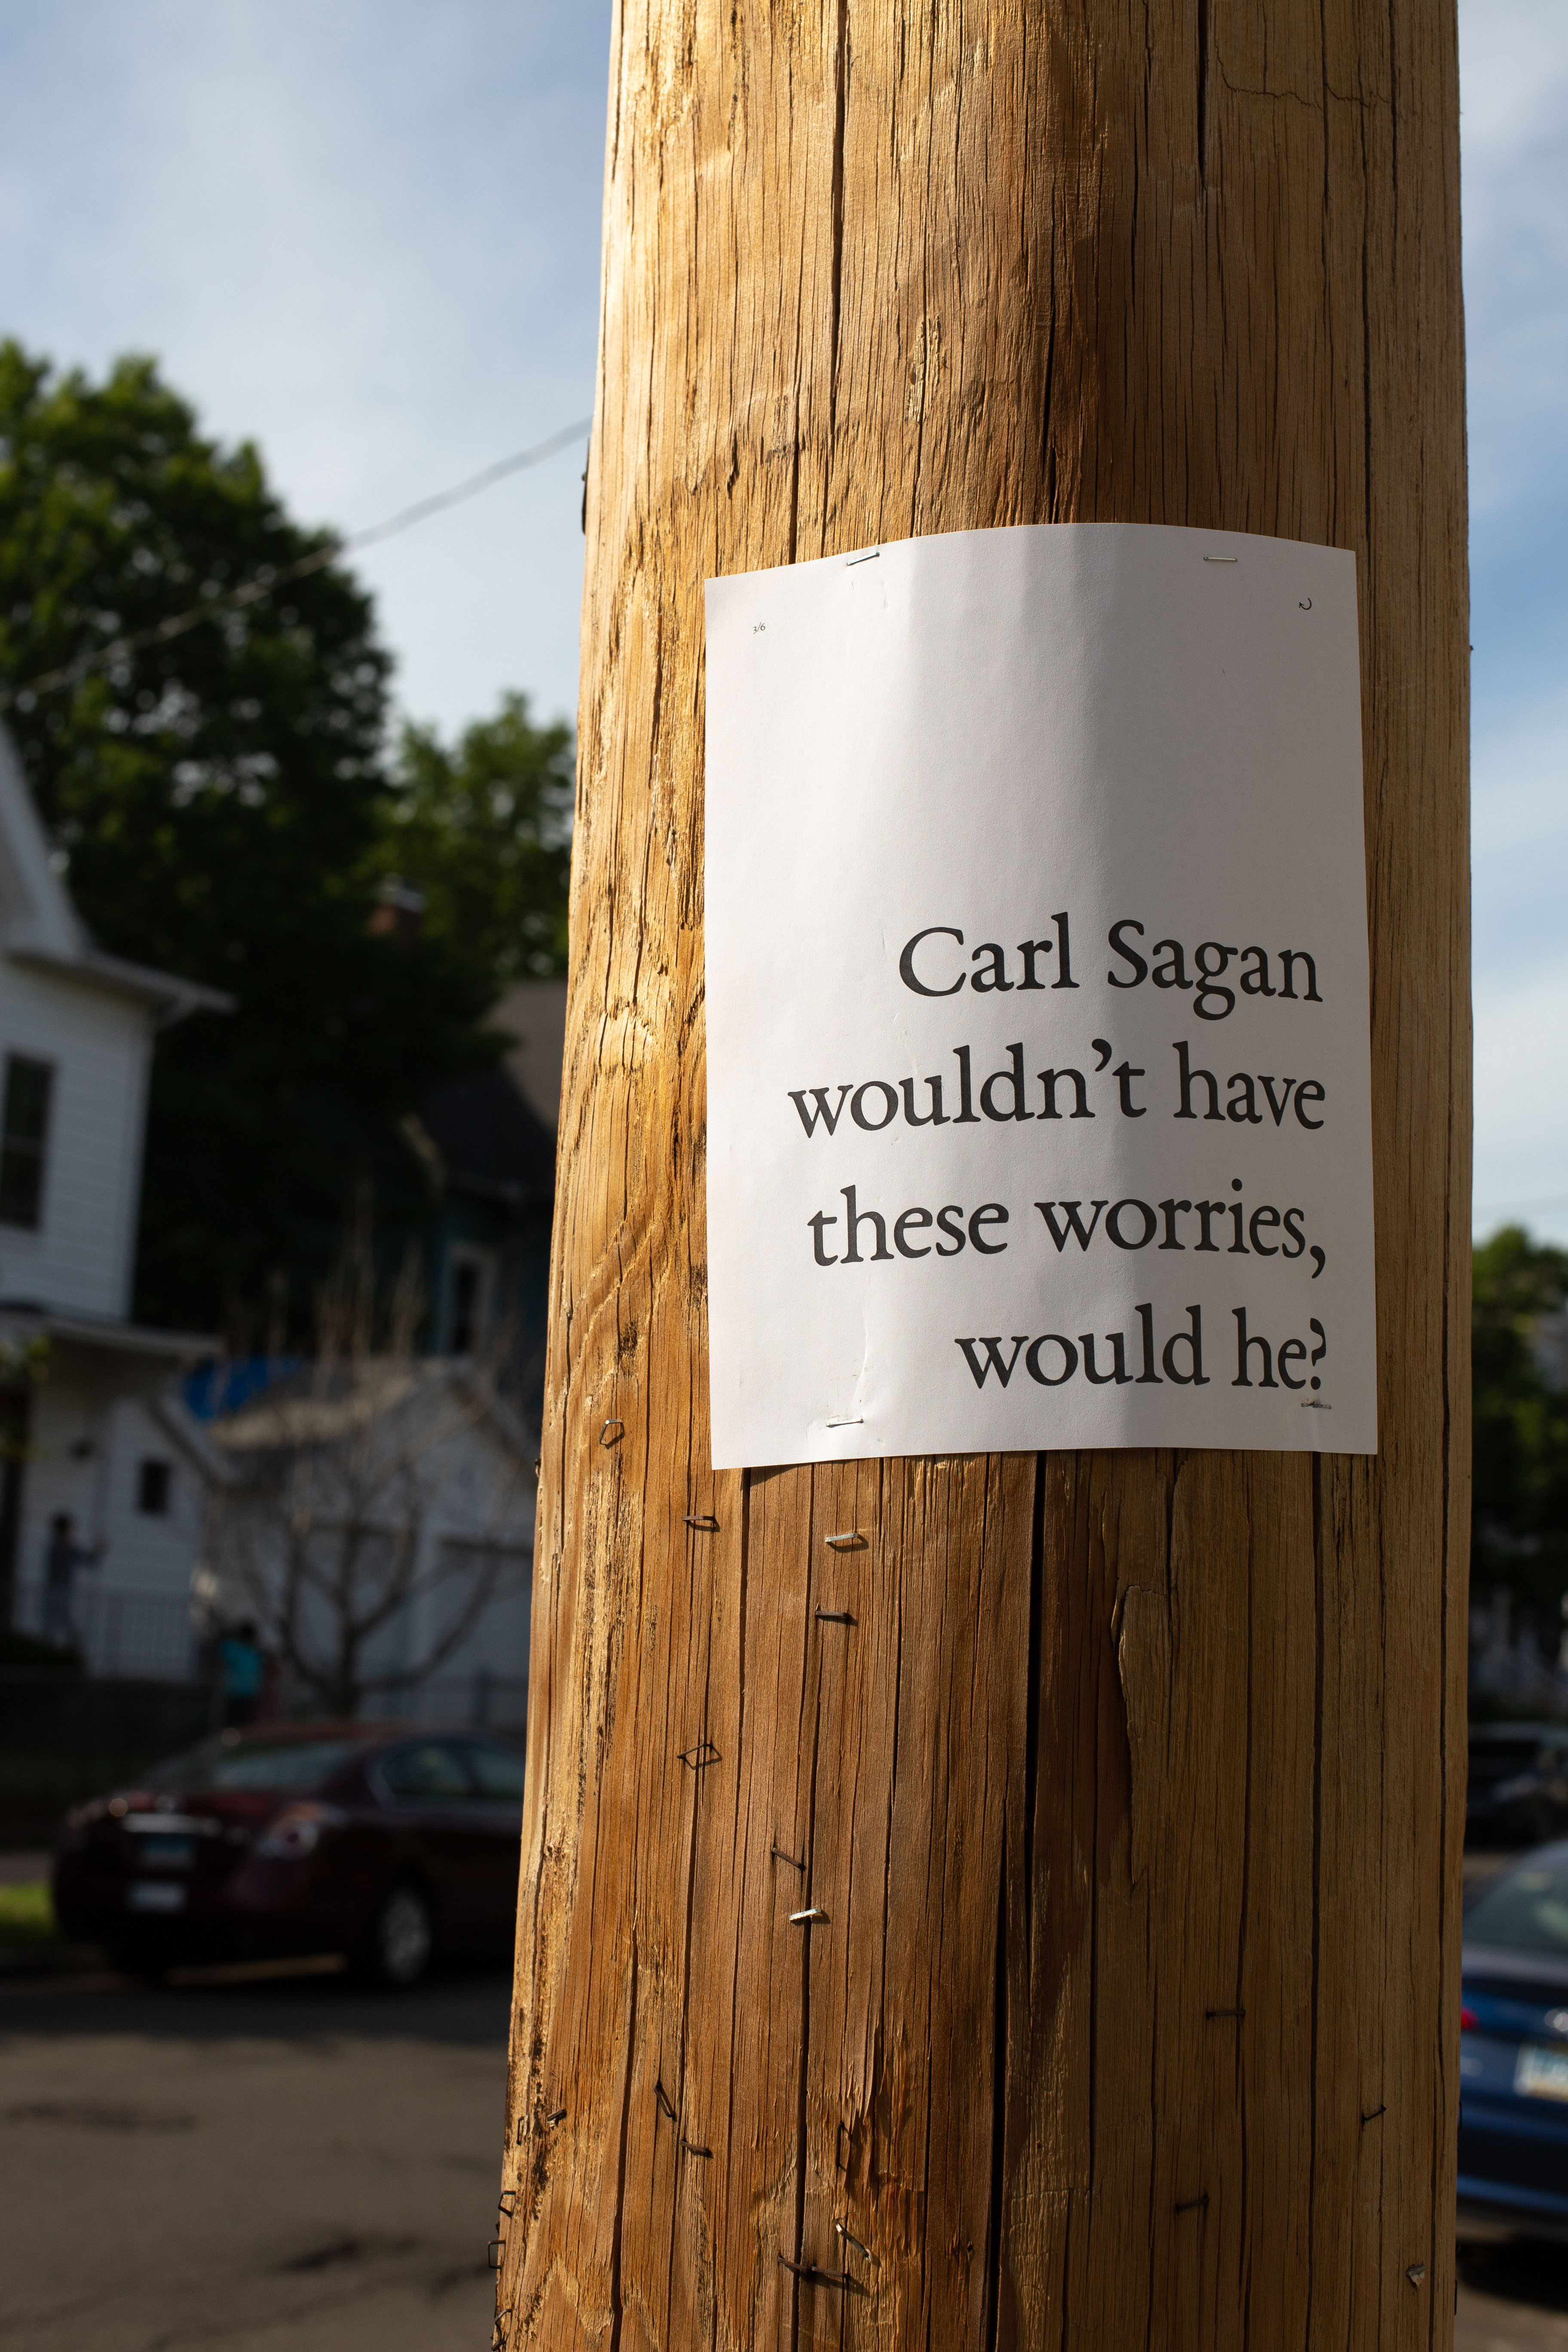 3/6
Carl Sagan
wouldn’t have
these worries,
would he?